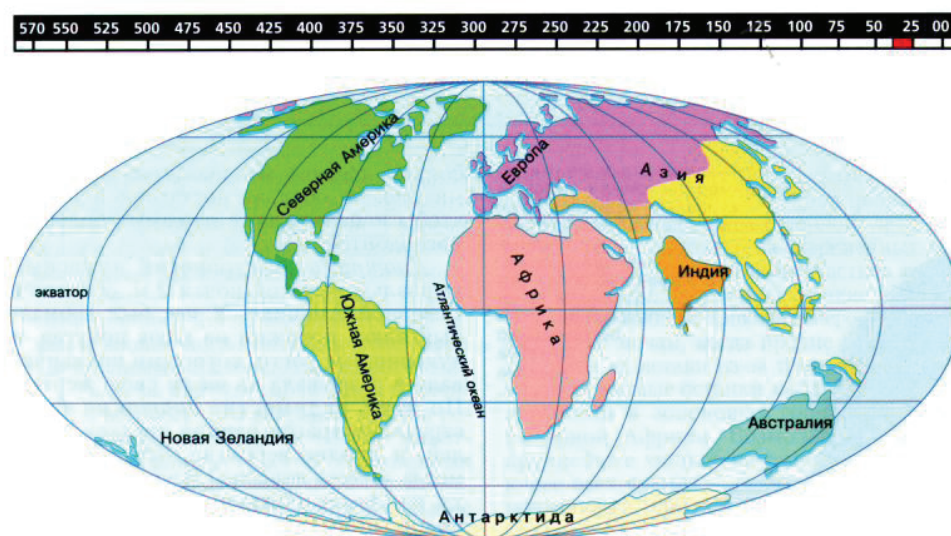 570 550 525 500 475 450 425 400 375 350 325 300 275 250 225 200 175 150 125 100 75 50 25 00
Северная Америка
Европа
Азия
Африка
Индия
экватор
Южная Америка
Атлантический океан
Новая Зеландия
Австралия
Антарктида